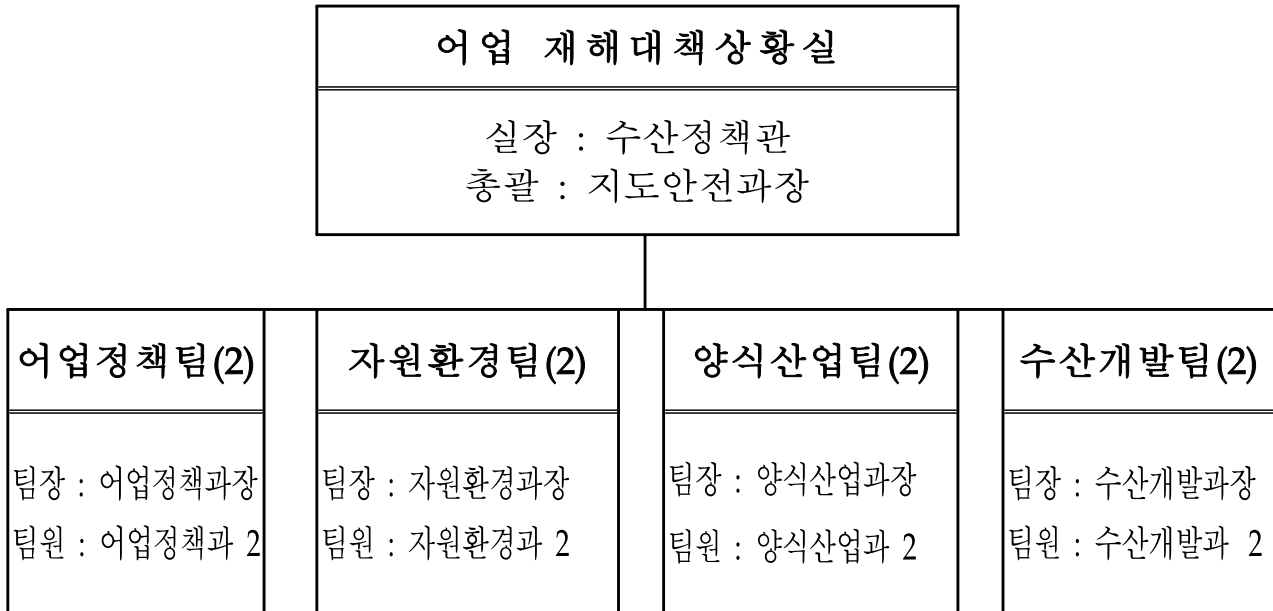 어업 재해대책상황실
실장 : 수산정책관
총괄 : 지도안전과장
어업정책팀(2)
팀장 : 어업정책과장
팀원 : 어업정책과 2
자원환경팀(2)
팀장 : 자원환경과장
팀원 : 자원환경과 2
양식산업팀(2)
팀장 : 양식산업과장
팀원 : 양식산업과 2
수산개발팀(2)
팀장 : 수산개발과장
팀원 : 수산개발과 2